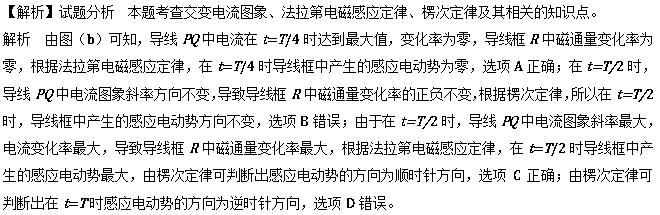 【解析】试题分析　本题考查交变电流图象、法拉第电磁感应定律、楞次定律及其相关的知识点。
解析　由图（b）可知，导线 PQ 中电流在 t=T/4 时达到最大值，变化率为零，导线框 R 中磁通量变化率为
零，根据法拉第电磁感应定律，在 t=T/4 时导线框中产生的感应电动势为零，选项 A 正确；在 t=T/2 时，
导线 PQ 中电流图象斜率方向不变，导致导线框 R 中磁通量变化率的正负不变，根据楞次定律，所以在 t=T/2
时，导线框中产生的感应电动势方向不变，选项 B 错误；由于在 t=T/2 时，导线 PQ 中电流图象斜率最大，
电流变化率最大，导致导线框 R 中磁通量变化率最大，根据法拉第电磁感应定律，在 t=T/2 时导线框中产
生的感应电动势最大，由楞次定律可判断出感应电动势的方向为顺时针方向，选项 C 正确；由楞次定律可
判断出在 t=T 时感应电动势的方向为逆时针方向，选项 D 错误。